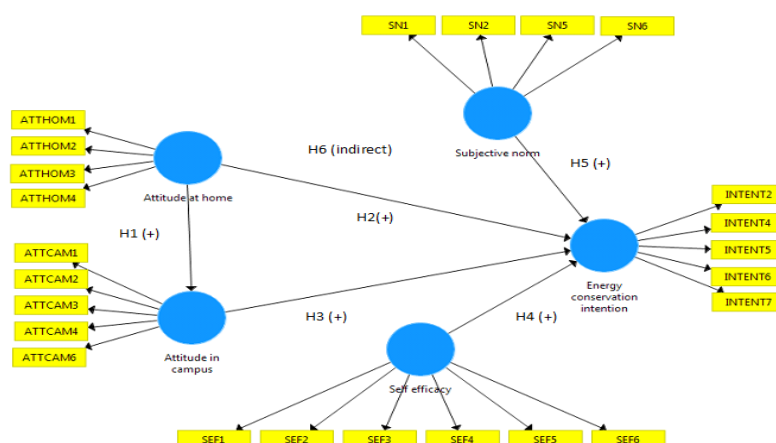 SN1
SN2
SN5
SN6
ATTHOM1
ATTHOM2
ATTHOM3
ATTHOM4
H6 (indirect)
Subjective norm
H5 (+)
Attitude at home
H2(+)
INTENT2
INTENT4
INTENT5
INTENT6
INTENT7
H1 (+)
ATTCAM1
ATTCAM2
ATTCAM3
ATTCAM4
ATTCAM6
Energy
conservation
intention
H3 (+)
H4 (+)
Attitude in
campus
Self efficacy
SEF1
SEF2
SEF3
SEF4
SEF5
SEF6